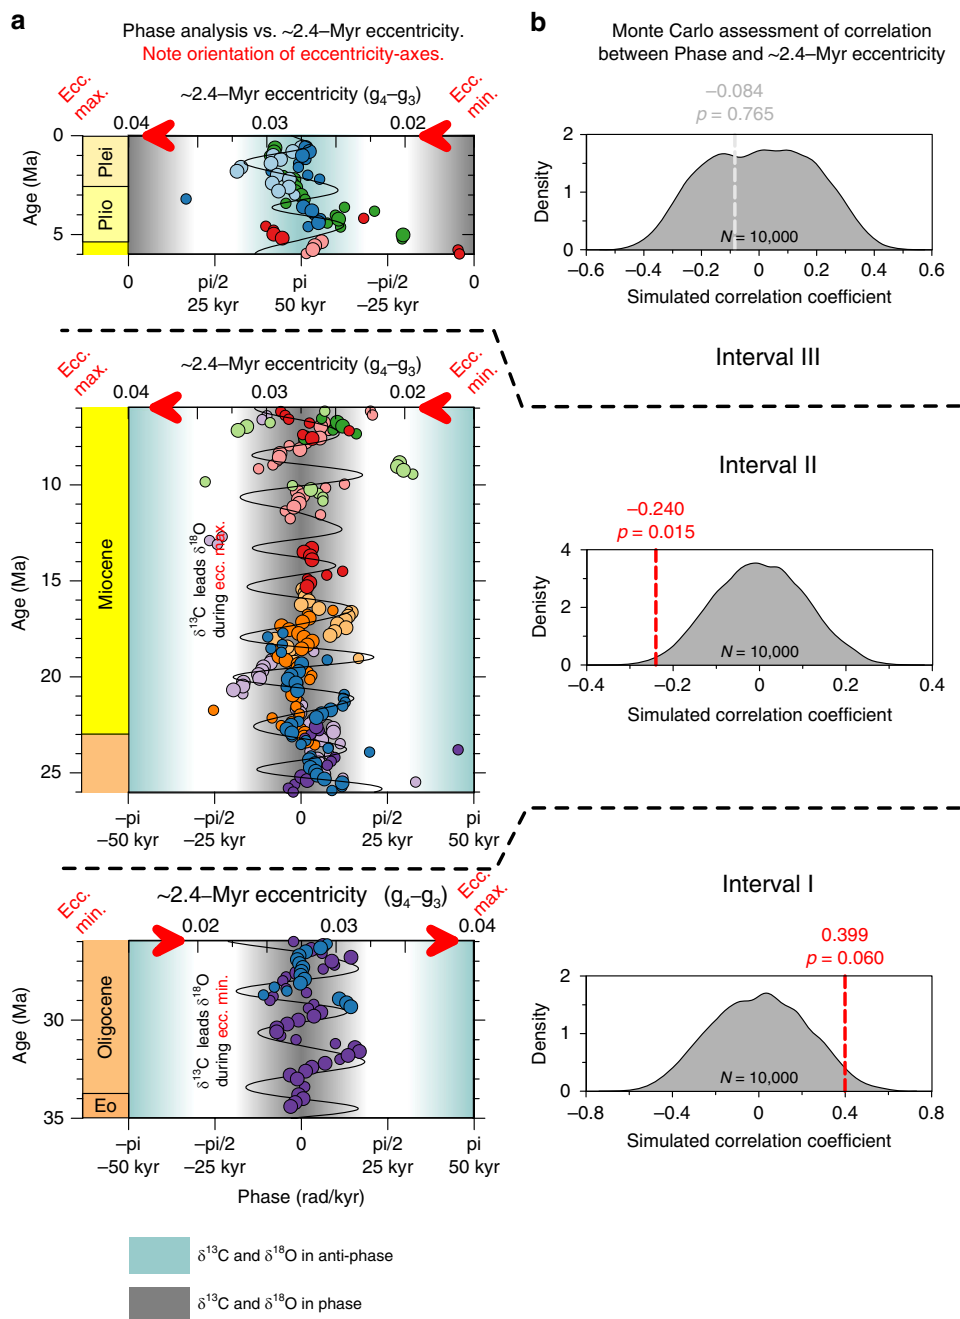 a
Phase analysis vs. ~2.4–Myr eccentricity.
Note orientation of eccentricity-axes.
Ecc. max.
~2.4–Myr eccentricity (g4–g3)
Ecc. min.
0.04 0.03 0.02
Age (Ma)
0
5
Plei
Plio
0 pi/2 pi –pi/2 0
25 kyr 50 kyr –25 kyr
Ecc. max.
~2.4–Myr eccentricity (g4–g3)
Ecc. min.
0.04 0.03 0.02
Age (Ma)
10
15
20
25
Miocene
δ13C leads δ18O
during ecc. max.
–pi –pi/2 0 pi/2 pi
–50 kyr –25 kyr 25 kyr 50 kyr
Ecc. min.
~2.4–Myr eccentricity (g4–g3)
Ecc. max.
0.02 0.03 0.04
Age (Ma)
30
35
Oligocene
Eo
δ13C leads δ18O
during ecc. min.
–pi –pi/2 0 pi/2 pi
–50 kyr –25 kyr 25 kyr 50 kyr
Phase (rad/kyr)
δ13C and δ18O in anti-phase
δ13C and δ18O in phase
b
Monte Carlo assessment of correlation
between Phase and ~2.4–Myr eccentricity
–0.084
p = 0.765
Density
2
1
0
N = 10,000
–0.6 –0.4 –0.2 0 0.2 0.4 0.6
Simulated correlation coefficient
Interval III
Interval II
–0.240
p = 0.015
Denisty
4
2
0
N = 10,000
–0.4 –0.2 0 0.2 0.4
Simulated correlation coefficient
Interval I
0.399
p = 0.060
Density
2
1
0
N = 10,000
–0.8 –0.4 0 0.4 0.8
Simulated correlation coefficient